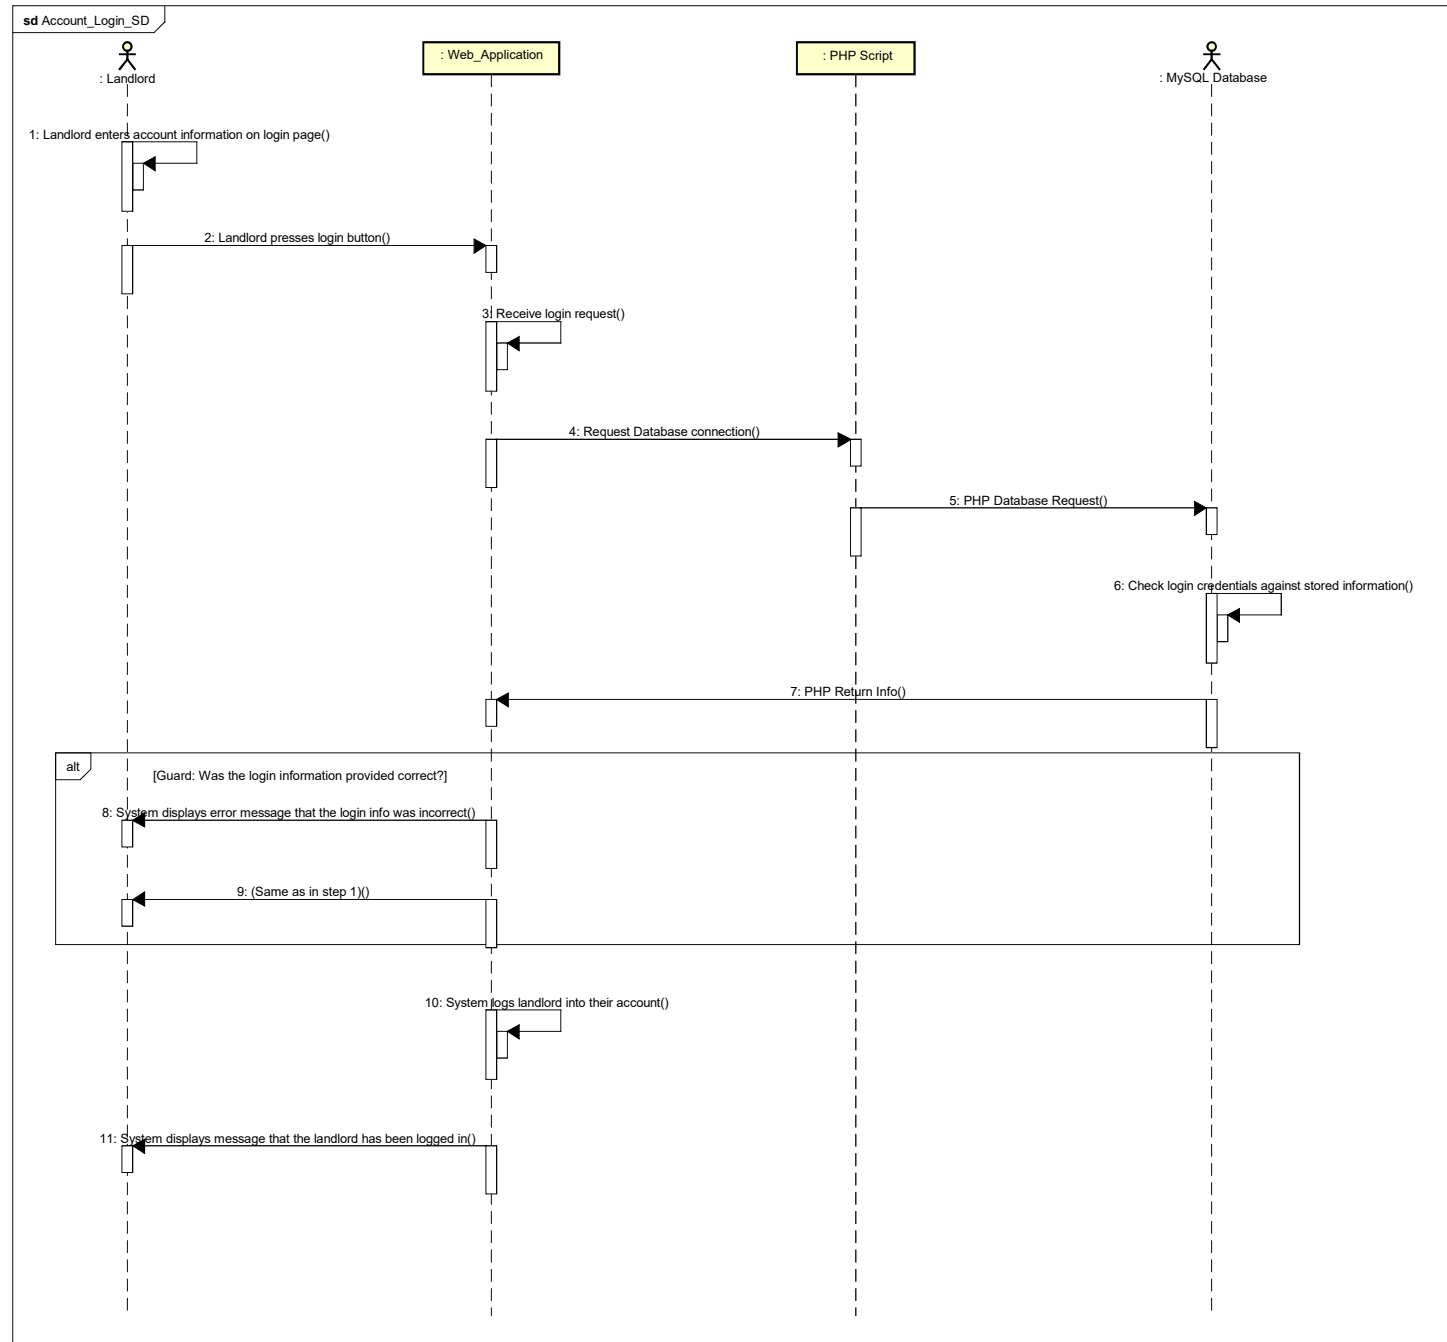 sd Account_Login_SD
: Landlord
: Web_Application
: PHP Script
: MySQL Database
1: Landlord enters account information on login page()
2: Landlord presses login button()
3: Receive login request()
4: Request Database connection()
5: PHP Database Request()
6: Check login credentials against stored information()
7: PHP Return Info()
alt
[Guard: Was the login information provided correct?]
8: System displays error message that the login info was incorrect()
9: (Same as in step 1)()
10: System logs landlord into their account()
11: System displays message that the landlord has been logged in()